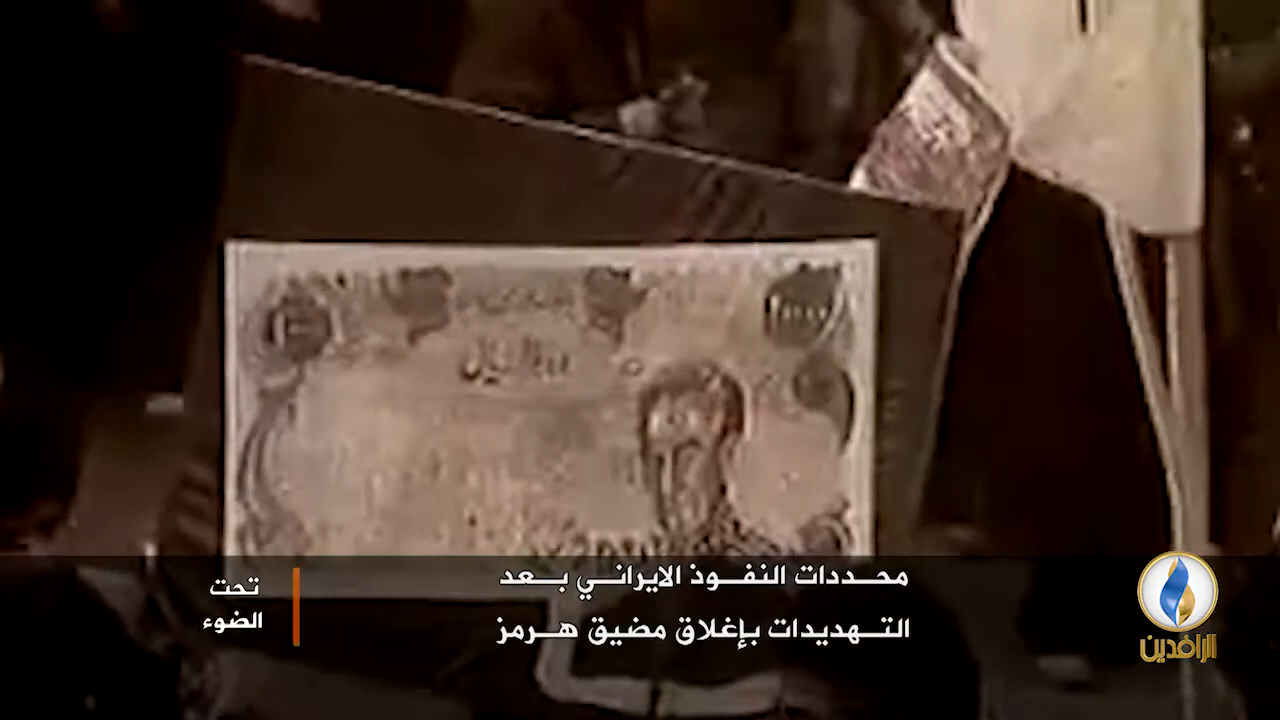 محددات النفوذ الايراني بعد
التهديدات بإغلاق مضيق هرمز
تحت
الضوء
الرافدين